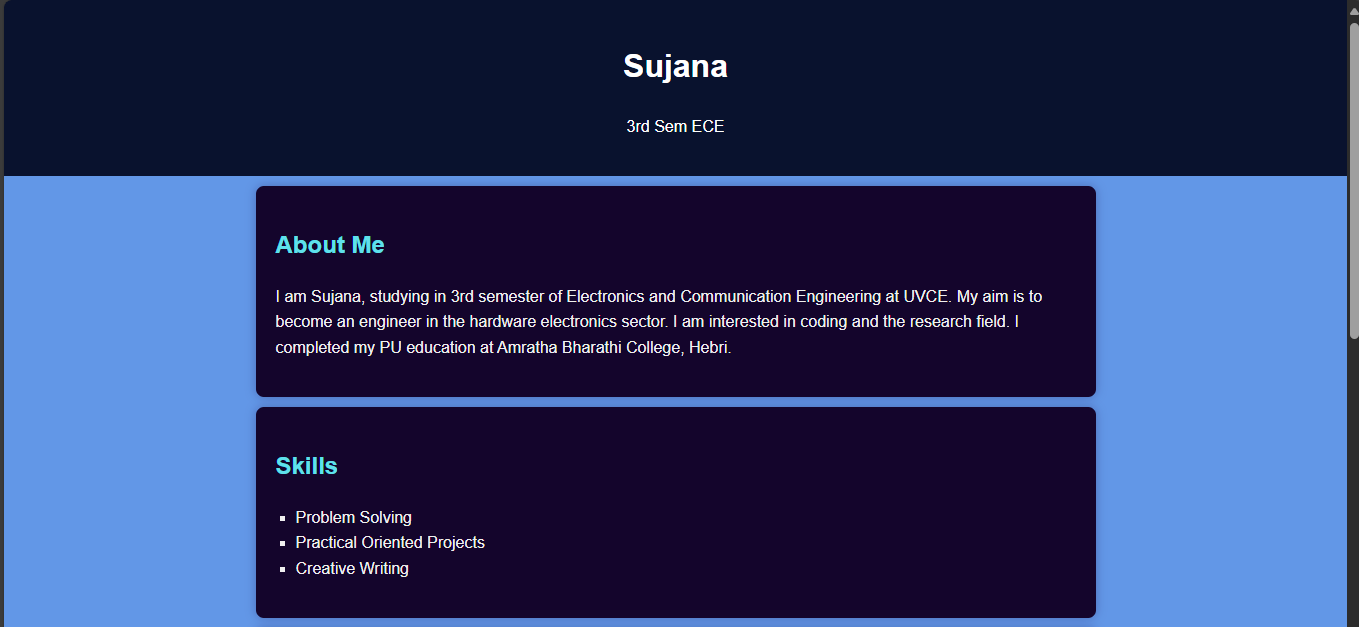 Sujana
3rd Sem ECE
About Me
I am Sujana, studying in 3rd semester of Electronics and Communication Engineering at UVCE. My aim is to
become an engineer in the hardware electronics sector. I am interested in coding and the research field. I
completed my PU education at Amratha Bharathi College, Hebri.
Skills
Problem Solving
Practical Oriented Projects
Creative Writing